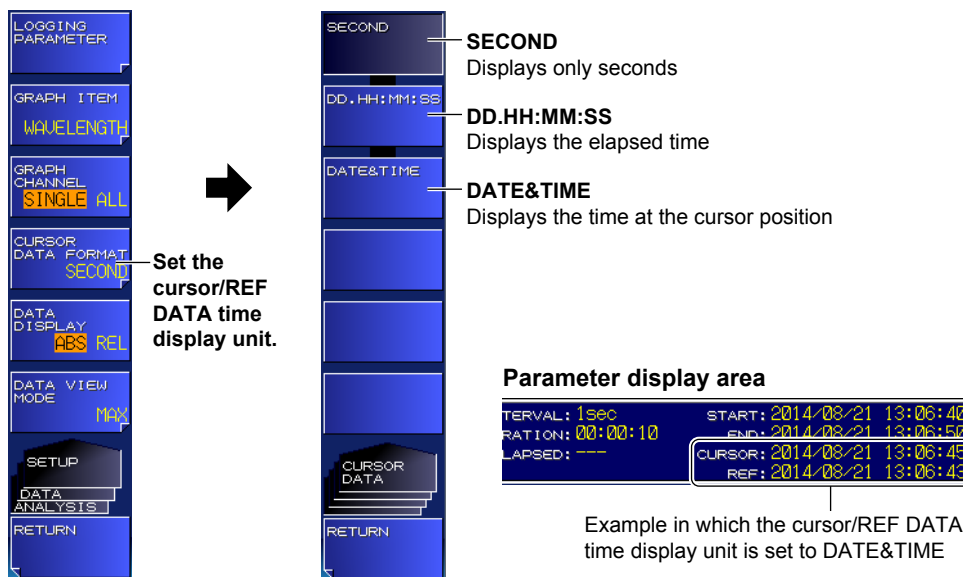 LOGGING
PARAMETER
GRAPH ITEM
WAVELENGTH
GRAPH
CHANNEL
SINGLE ALL
CURSOR
DATA FORMAT
SECOND
DATA
DISPLAY
ABS REL
DATA VIEW
MODE
MAX
SETUP
DATA
ANALYSIS
RETURN
Set the
cursor/REF
DATA time
display unit.
SECOND
DD.HH:MM:SS
DATE&TIME
CURSOR
DATA
RETURN
SECOND
Displays only seconds
DD.HH:MM:SS
Displays the elapsed time
DATE&TIME
Displays the time at the cursor position
Parameter display area
TERVAL: 1sec START: 2014/08/21 13:06:40
RATION: 00:00:10 END: 2014/08/21 13:06:50
LAPSED: --- CURSOR: 2014/08/21 13:06:45
REF: 2014/08/21 13:06:43
Example in which the cursor/REF DATA
time display unit is set to DATE&TIME